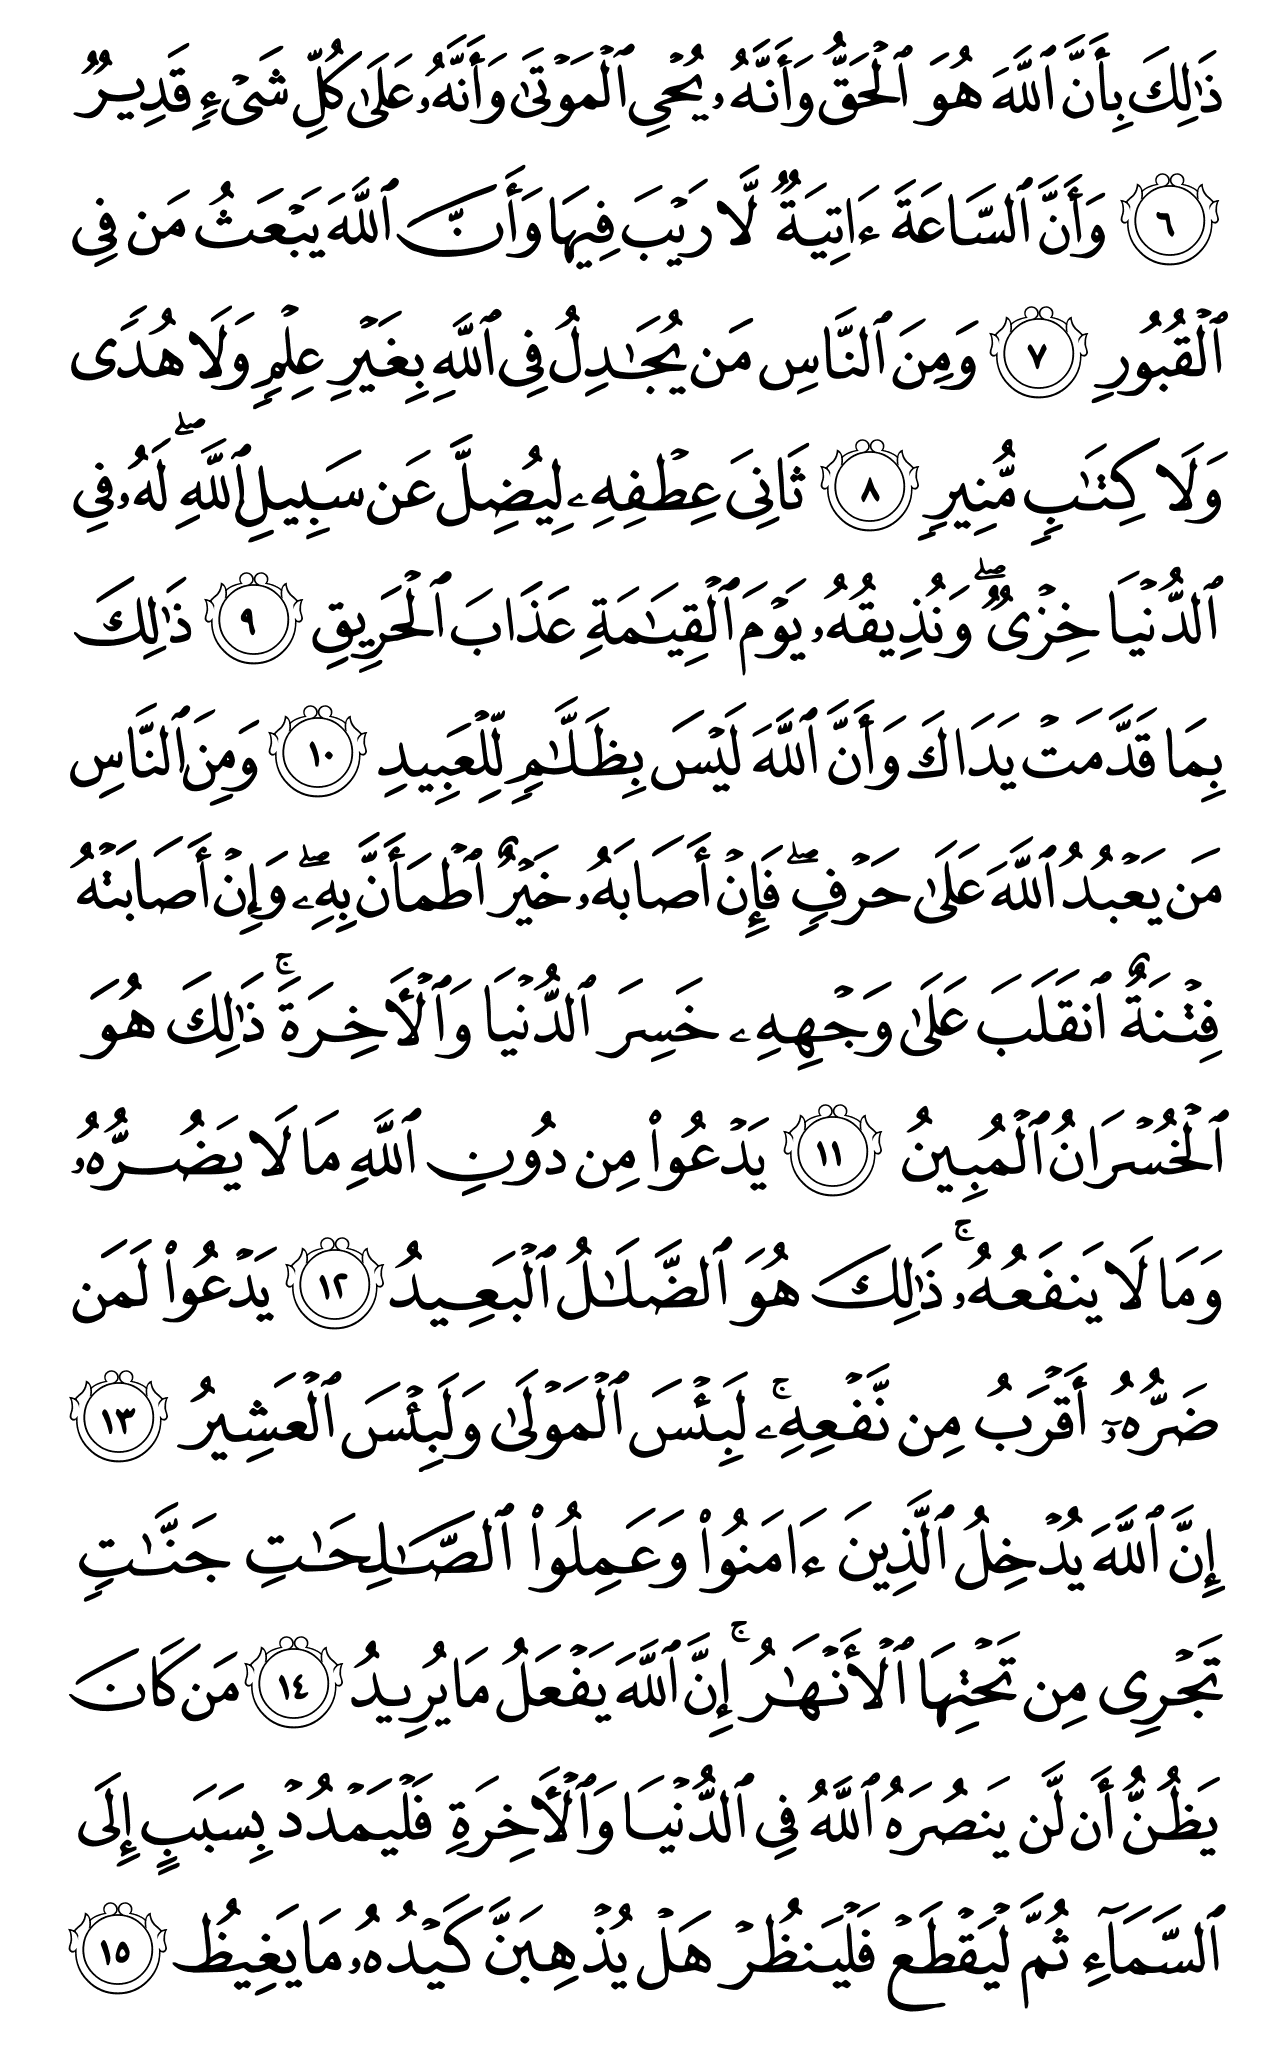 ذَٰلِكَ بِأَنَّ ٱللَّهَ هُوَ ٱلۡحَقُّ وَأَنَّهُۥ يُحۡيِ ٱلۡمَوۡتَىٰ وَأَنَّهُۥ عَلَىٰ كُلِّ شَيۡءٖ قَدِيرٞ
٦ وَأَنَّ ٱلسَّاعَةَ ءَاتِيَةٞ لَّا رَيۡبَ فِيهَا وَأَنَّ ٱللَّهَ يَبۡعَثُ مَن فِي
ٱلۡقُبُورِ ٧ وَمِنَ ٱلنَّاسِ مَن يُجَٰدِلُ فِي ٱللَّهِ بِغَيۡرِ عِلۡمٖ وَلَا هُدٗى
وَلَا كِتَٰبٖ مُّنِيرٖ ٨ ثَانِيَ عِطۡفِهِۦ لِيُضِلَّ عَن سَبِيلِ ٱللَّهِۖ لَهُۥ فِي
ٱلدُّنۡيَا خِزۡيٞۖ وَنُذِيقُهُۥ يَوۡمَ ٱلۡقِيَٰمَةِ عَذَابَ ٱلۡحَرِيقِ ٩ ذَٰلِكَ
بِمَا قَدَّمَتۡ يَدَاكَ وَأَنَّ ٱللَّهَ لَيۡسَ بِظَلَّٰمٖ لِّلۡعَبِيدِ ١٠ وَمِنَ ٱلنَّاسِ
مَن يَعۡبُدُ ٱللَّهَ عَلَىٰ حَرۡفٖۖ فَإِنۡ أَصَابَهُۥ خَيۡرٌ ٱطۡمَأَنَّ بِهِۦۖ وَإِنۡ أَصَابَتۡهُ
فِتۡنَةٌ ٱنقَلَبَ عَلَىٰ وَجۡهِهِۦ خَسِرَ ٱلدُّنۡيَا وَٱلۡأٓخِرَةَۚ ذَٰلِكَ هُوَ
ٱلۡخُسۡرَانُ ٱلۡمُبِينُ ١١ يَدۡعُواْ مِن دُونِ ٱللَّهِ مَا لَا يَضُرُّهُۥ
وَمَا لَا يَنفَعُهُۥۚ ذَٰلِكَ هُوَ ٱلضَّلَٰلُ ٱلۡبَعِيدُ ١٢ يَدۡعُواْ لَمَن
ضَرُّهُۥٓ أَقۡرَبُ مِن نَّفۡعِهِۦۚ لَبِئۡسَ ٱلۡمَوۡلَىٰ وَلَبِئۡسَ ٱلۡعَشِيرُ ١٣
إِنَّ ٱللَّهَ يُدۡخِلُ ٱلَّذِينَ ءَامَنُواْ وَعَمِلُواْ ٱلصَّٰلِحَٰتِ جَنَّٰتٖ
تَجۡرِي مِن تَحۡتِهَا ٱلۡأَنۡهَٰرُۚ إِنَّ ٱللَّهَ يَفۡعَلُ مَا يُرِيدُ ١٤ مَن كَانَ
يَظُنُّ أَن لَّن يَنصُرَهُ ٱللَّهُ فِي ٱلدُّنۡيَا وَٱلۡأٓخِرَةِ فَلۡيَمۡدُدۡ بِسَبَبٍ إِلَى
ٱلسَّمَآءِ ثُمَّ لۡيَقۡطَعۡ فَلۡيَنظُرۡ هَلۡ يُذۡهِبَنَّ كَيۡدُهُۥ مَا يَغِيظُ ١٥